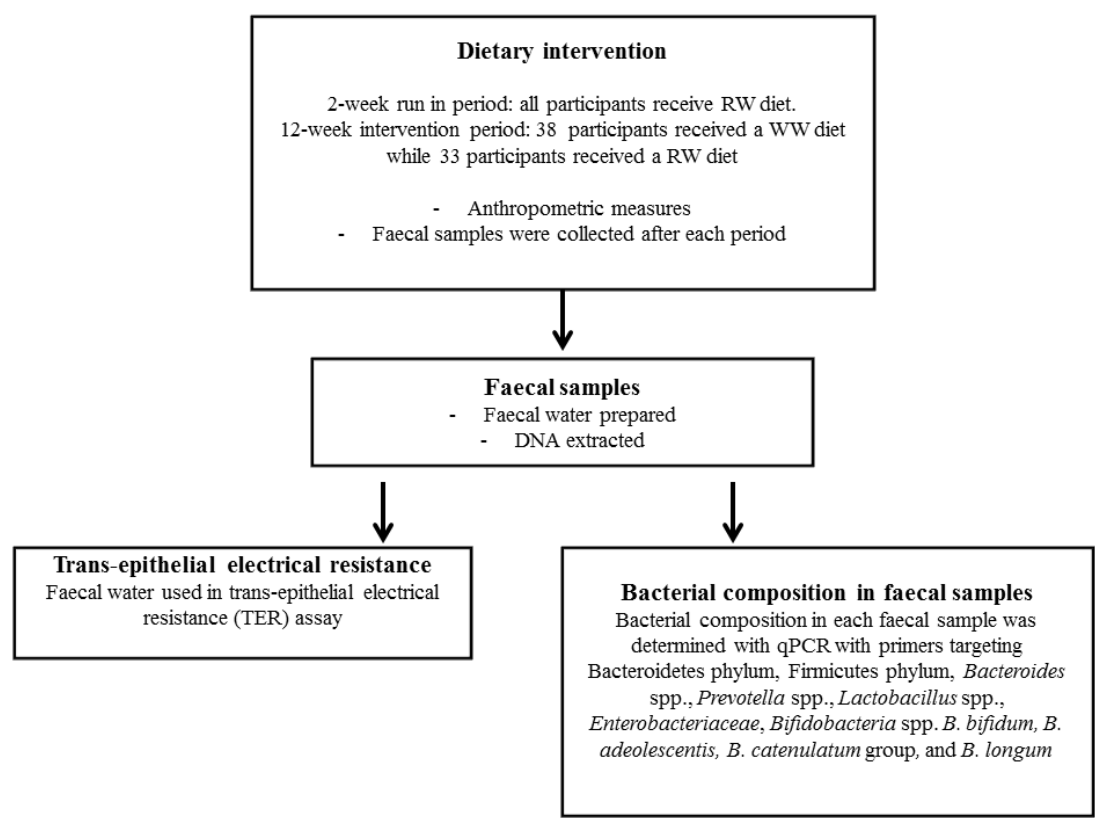 Dietary intervention
2-week run in period: all participants receive RW diet.
12-week intervention period: 38 participants received a WW diet
while 33 participants received a RW diet
- Anthropometric measures
- Faecal samples were collected after each period
Faecal samples
- Faecal water prepared
- DNA extracted
Trans-epithelial electrical resistance
Faecal water used in trans-epithelial electrical
resistance (TER) assay
Bacterial composition in faecal samples
Bacterial composition in each faecal sample was
determined with qPCR with primers targeting
Bacteroidetes phylum, Firmicutes phylum, Bacteroides
spp., Prevotella spp., Lactobacillus spp.,
Enterobacteriaceae, Bifidobacteria spp. B. bifidum, B.
adeolescentis, B. catenulatum group, and B. longum